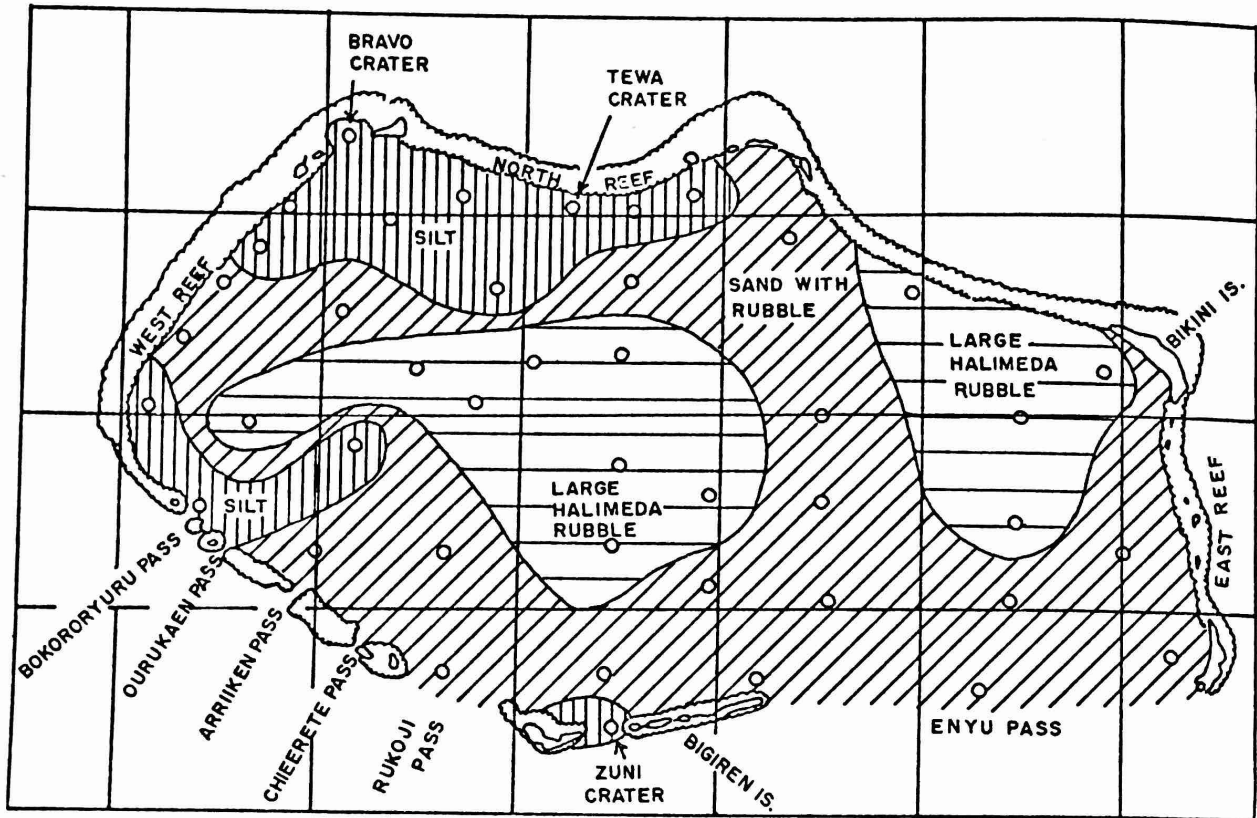 BRAVO
CRATER
TEWA
CRATER
NORTH REEF
SILT
WEST REEF
SAND WITH
RUBBLE
BIKINI IS.
LARGE
HALIMEDA
RUBBLE
LARGE
HALIMEDA
RUBBLE
SILT
EAST REEF
BOKORORYURU PASS
OURUKAEN PASS
ARRIIKEN PASS
CHIEERETE PASS
RUKOJI
PASS
ZUNI
CRATER
BIGIREN IS.
ENYU PASS